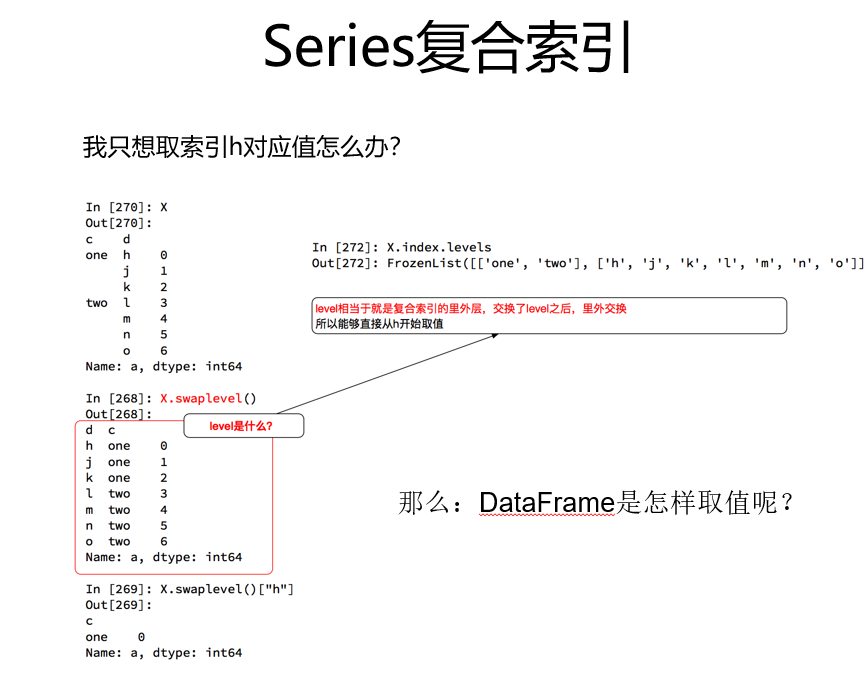 Series复合索引
我只想取索引h对应值怎么办?
In [270]: X
Out[270]:
c    d
one  h    0
     j    1
     k    2
two  l    3
     m    4
     n    5
     o    6
Name: a, dtype: int64
In [272]: X.index.levels
Out[272]: FrozenList([['one', 'two'], ['h', 'j', 'k', 'l', 'm', 'n', 'o']])
level相当于就是复合索引的里外层，交换了level之后，里外交换
所以能够直接从h开始取值
In [268]: X.swaplevel()
Out[268]:
level是什么?
d  c
h  one    0
j  one    1
k  one    2
l  two    3
m  two    4
n  two    5
o  two    6
Name: a, dtype: int64
那么：DataFrame是怎样取值呢？
In [269]: X.swaplevel()["h"]
Out[269]:
c
one    0
Name: a, dtype: int64